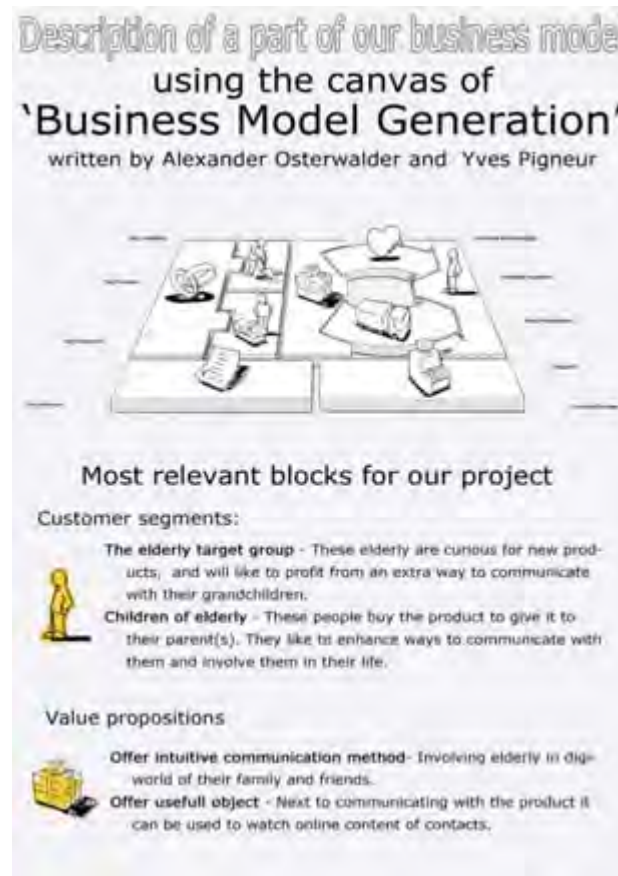 Description of a part of our business mode
using the canvas of
‘Business Model Generation’
written by Alexander Osterwalder and Yves Pigneur
Most relevant blocks for our project
Customer segments:
The elderly target group - These elderly are curious for new prod-
ucts, and will like to profit from an extra way to communicate
with their grandchildren.
Children of elderly - These people buy the product to give it to
their parent(s). They like to enhance ways to communicate with
them and involve them in their life.
Value propositions
Offer intuitive communication method- Involving elderly in dig-
world of their family and friends.
Offer usefull object - Next to communicating with the product it
can be used to watch online content of contacts.